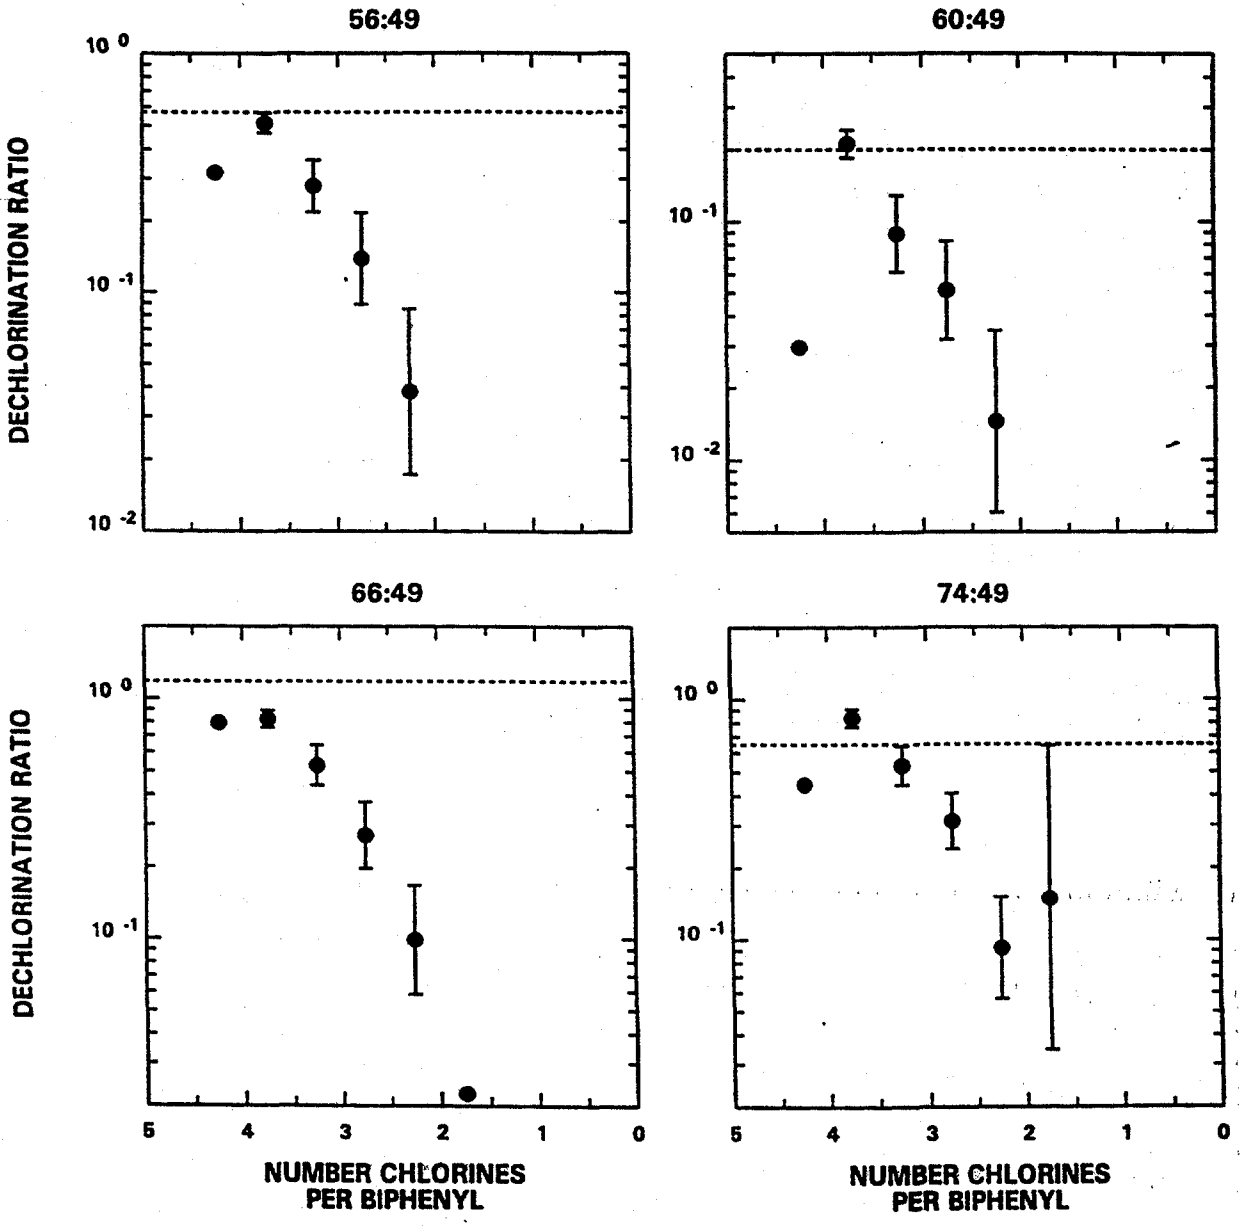 56:49
60:49
10 0
DECHLORINATION RATIO
10 -1
10 -1
10 -2
10 -2
66:49
74:49
10 0
10 0
DECHLORINATION RATIO
10 -1
10 -1
5 4 3 2 1 0
5 4 3 2 1 0
NUMBER CHLORINES
PER BIPHENYL
NUMBER CHLORINES
PER BIPHENYL